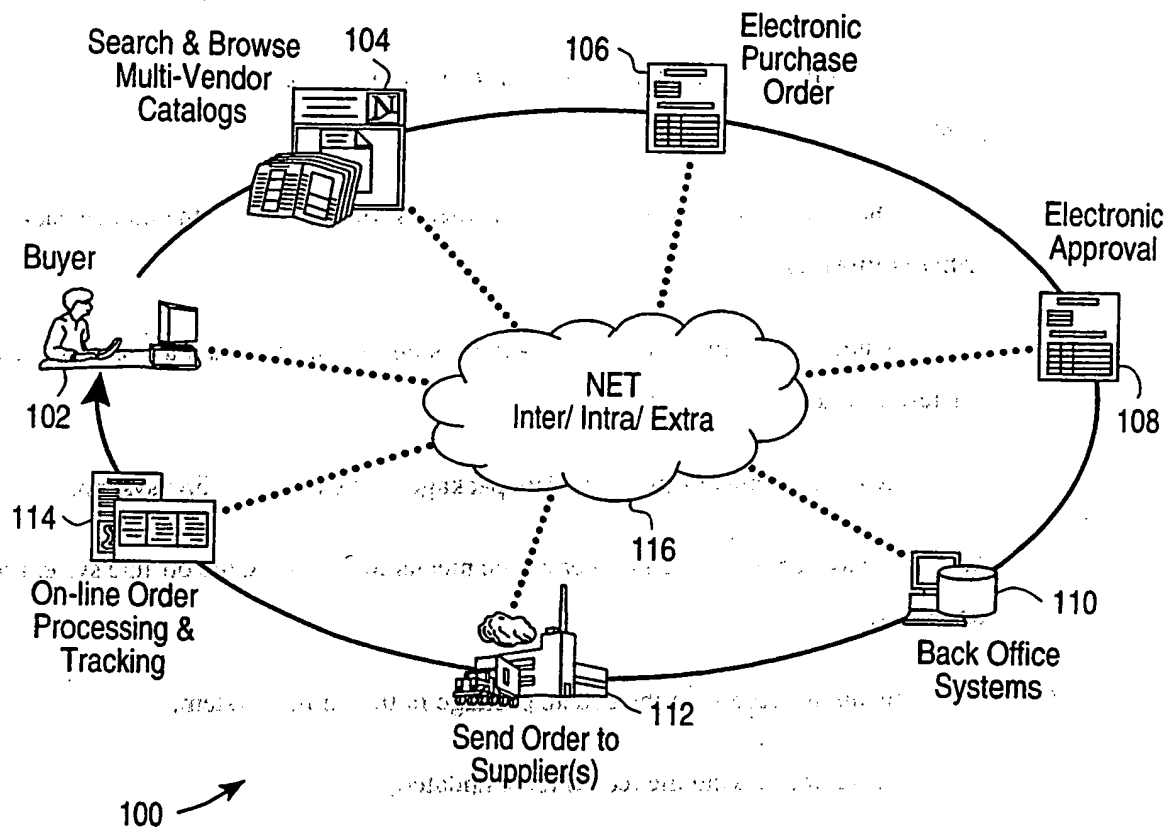 Search & Browse
Multi-Vendor
Catalogs
104
106
Electronic
Purchase
Order
Electronic
Approval
108
Buyer
102
NET
Inter/ Intra/ Extra
116
114
On-line Order
Processing &
Tracking
110
Back Office
Systems
112
Send Order to
Supplier(s)
100